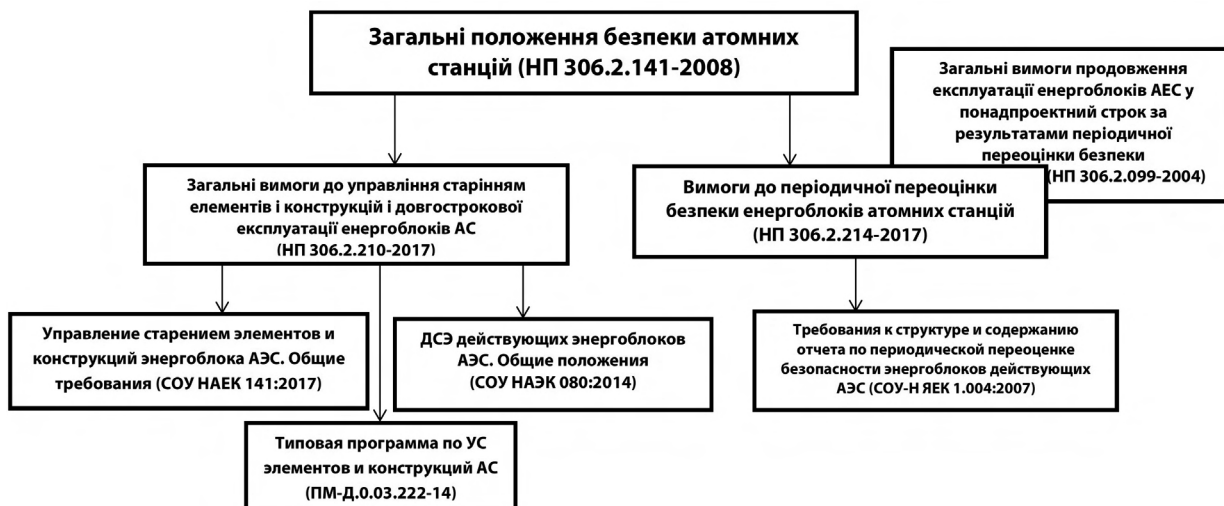 Загальні положення безпеки атомних
станцій (НП 306.2.141-2008)
Загальні вимоги продовження
експлуатації енергоблоків АЕС у
понадпроектний строк за
результатами періодичної
переоцінки безпеки
(НП 306.2.099-2004)
Загальні вимоги до управління старінням
елементів і конструкцій і довгострокової
експлуатації енергоблоків АС
(НП 306.2.210-2017)
Вимоги до періодичної переоцінки
безпеки енергоблоків атомних станцій
(НП 306.2.214-2017)
Управление старением элементов и
конструкций энергоблока АЭС. Общие
требования (СОУ НАЕК 141:2017)
ДСЭ действующих энергоблоков
АЭС. Общие положения
(СОУ НАЭК 080:2014)
Требования к структуре и содержанию
отчета по периодической переоценке
безопасности энергоблоков действующих
АЭС (СОУ-Н ЯЕК 1.004:2007)
Типовая программа по УС
элементов и конструкций АС
(ПМ-Д.0.03.222-14)